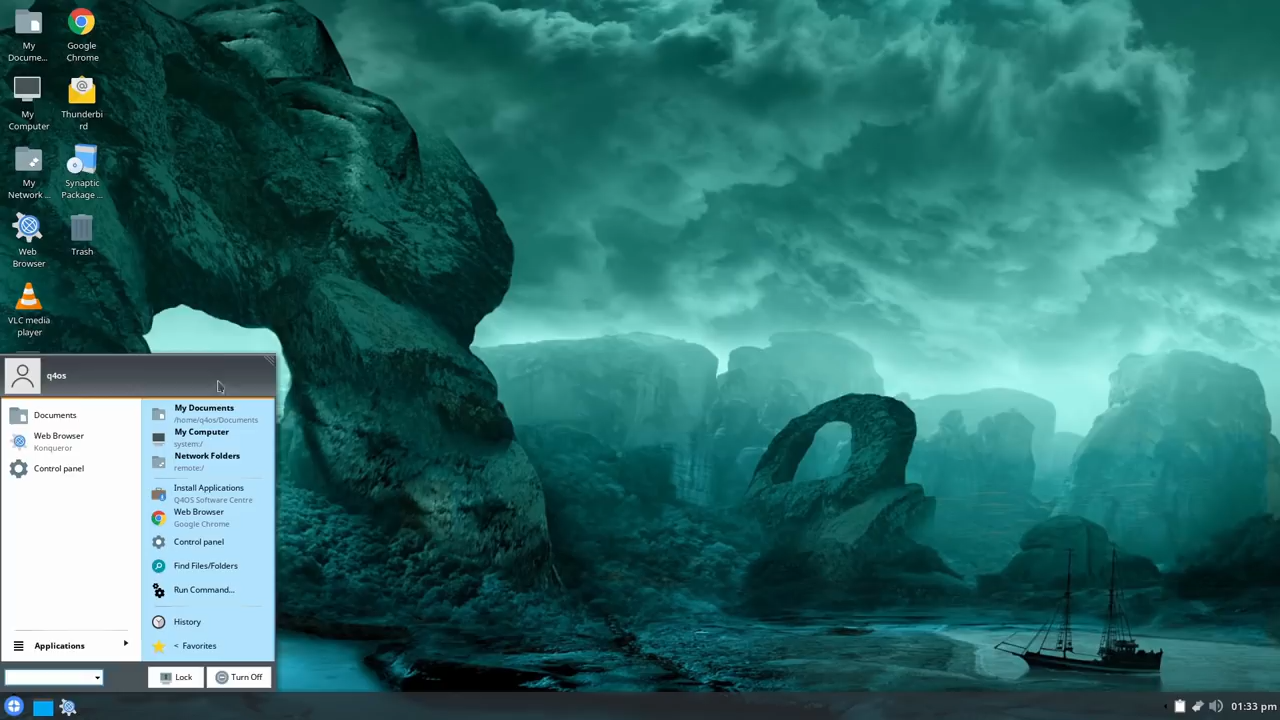 My
Docume...
Google
Chrome
My
Computer
Thunderbi
rd
My
Network ...
Synaptic
Package ...
Web
Browser
Trash
VLC media
player
q4os
Documents
Web Browser
Konqueror
Control panel
Applications
My Documents
/home/q4os/Documents
My Computer
system:/
Network Folders
remote:/
Install Applications
Q4OS Software Centre
Web Browser
Google Chrome
Control panel
Find Files/Folders
Run Command...
History
< Favorites
Lock
Turn Off
01:33 pm